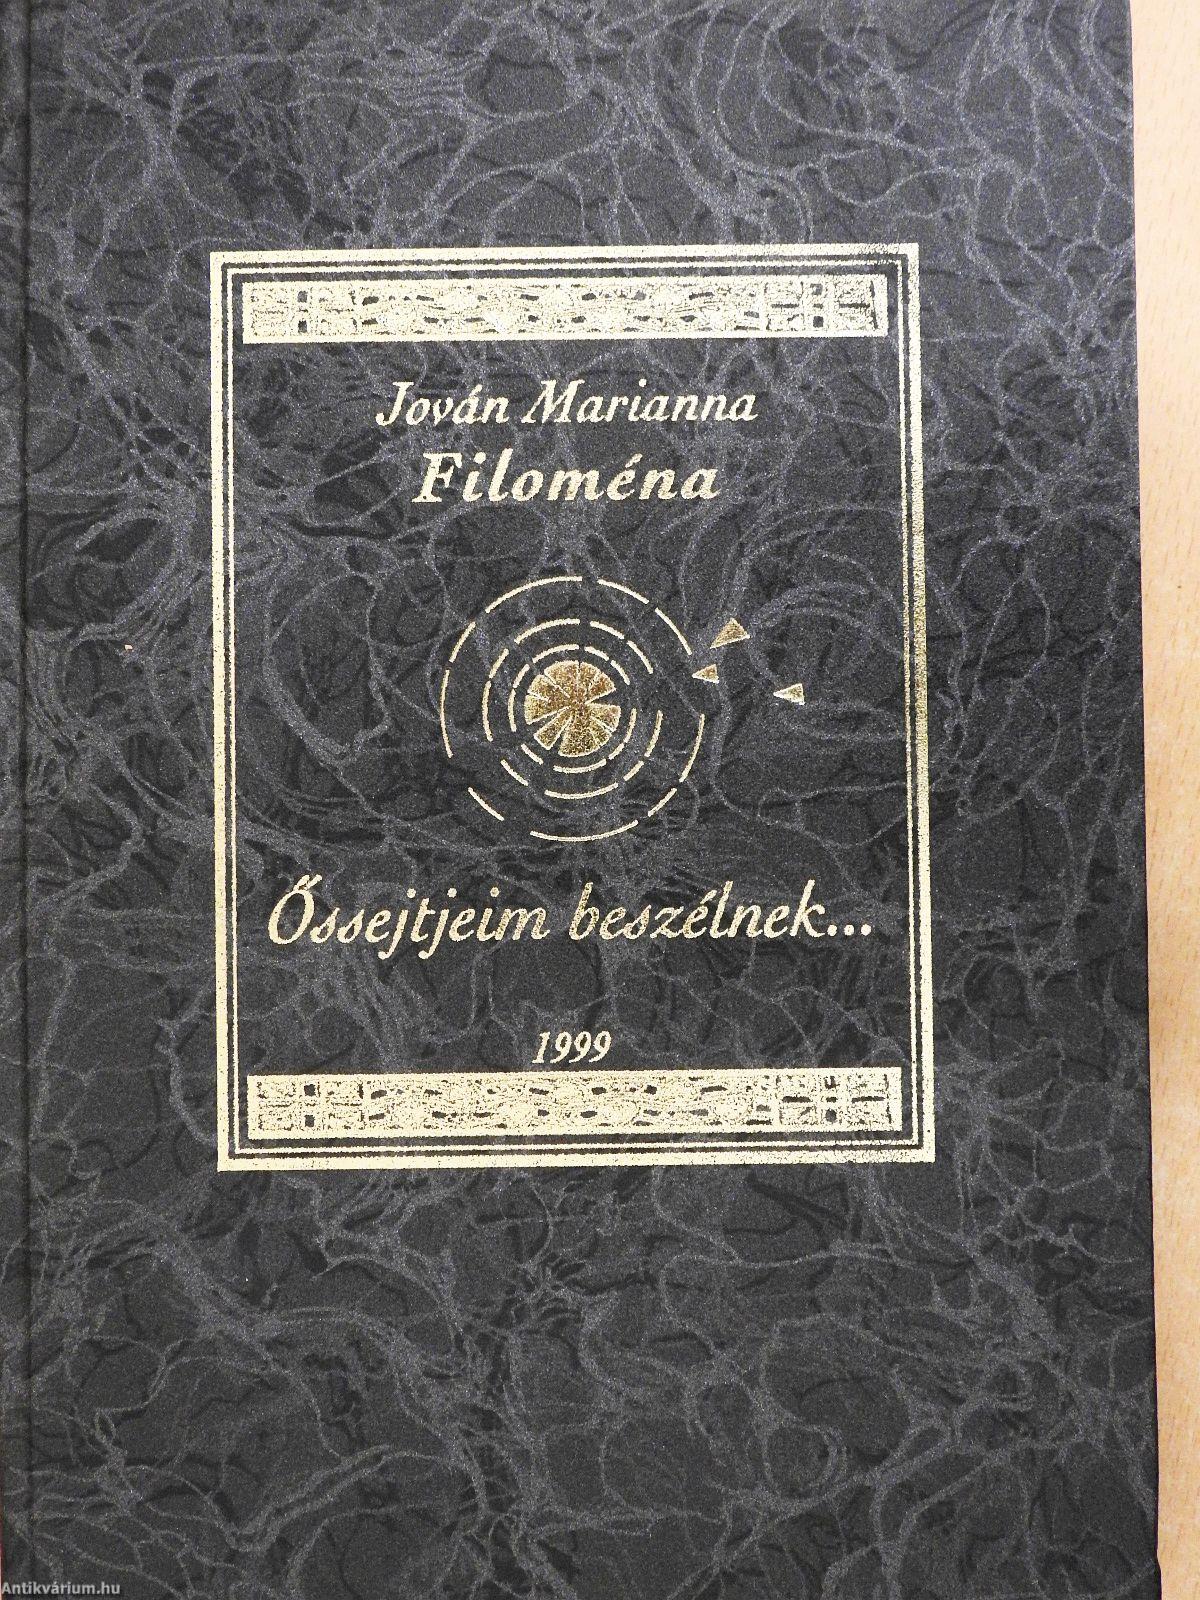 Jován Marianna
Filoména
Őssejtjeim beszélnek...
1999
Antikvárium.hu